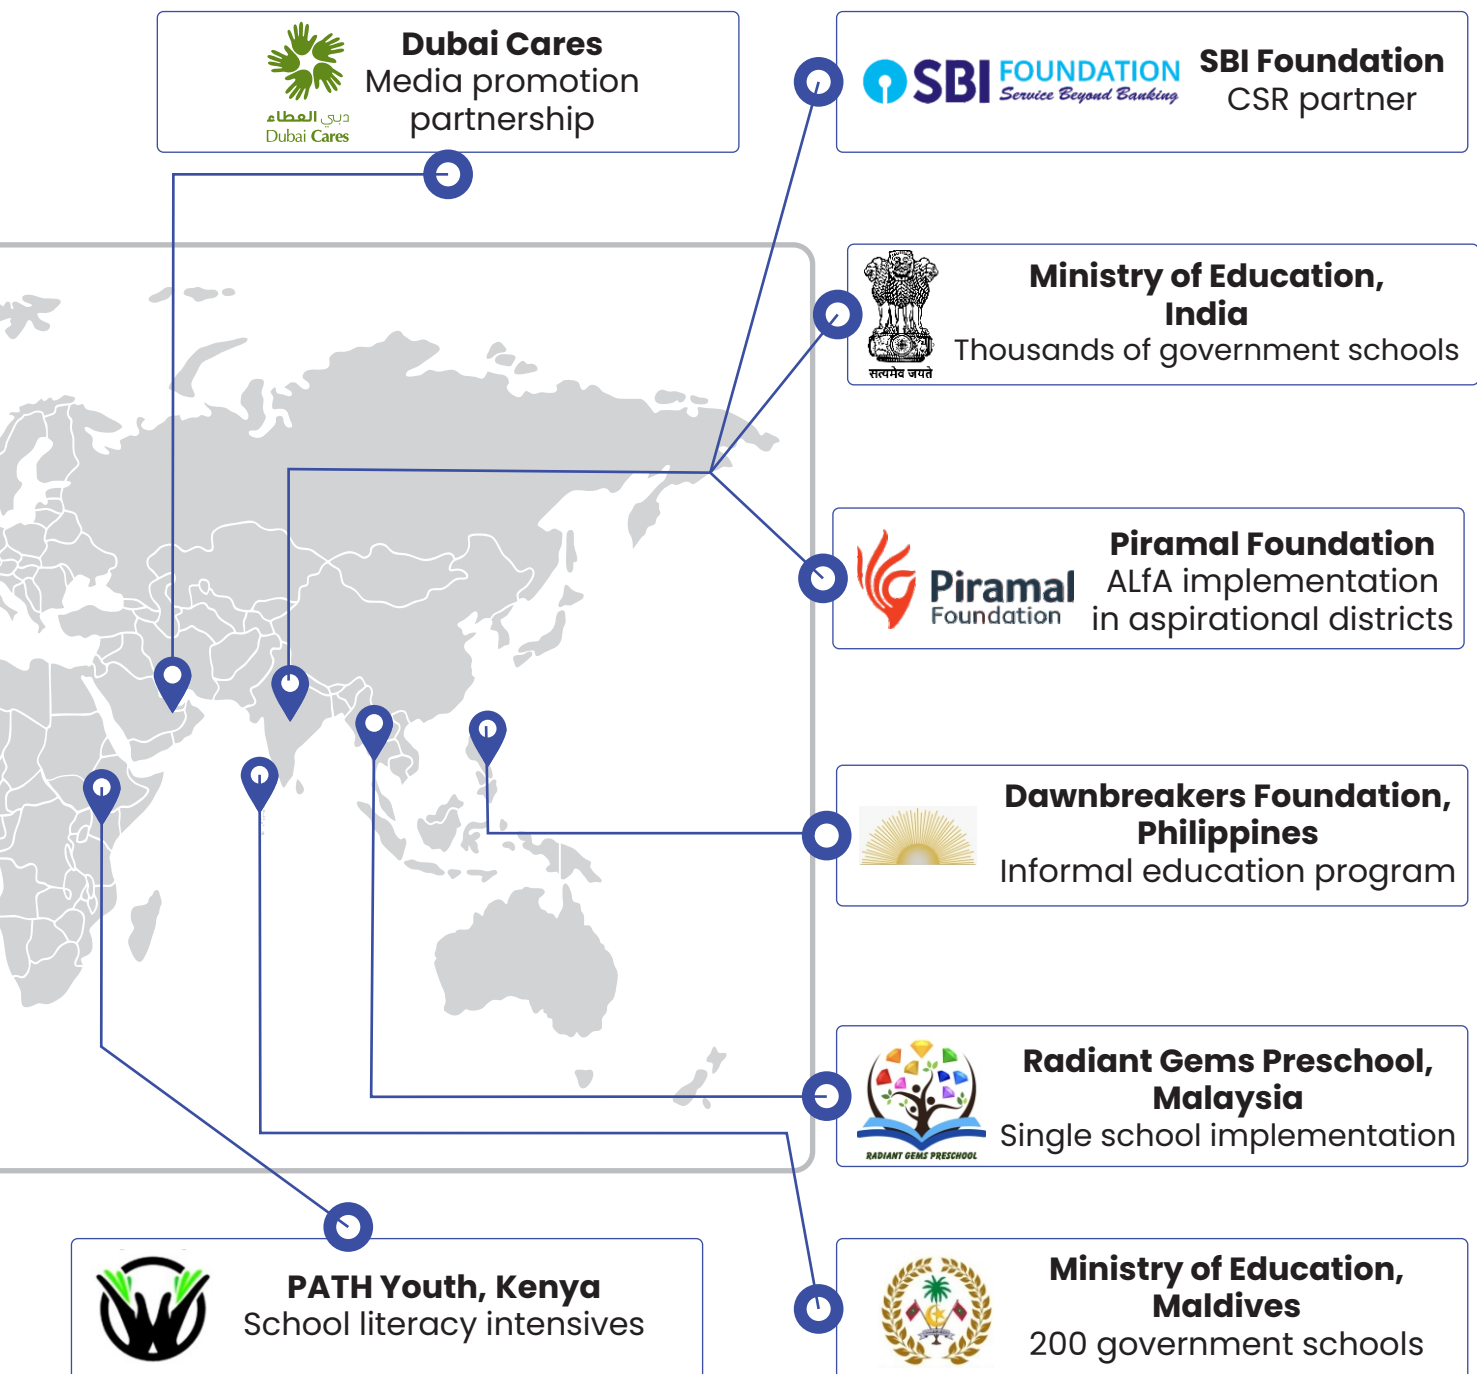 دبي العطاء
Dubai Cares
Dubai Cares
Media promotion
partnership
SBI FOUNDATION
Service Beyond Banking
SBI Foundation
CSR partner
सत्यमेव जयते
Ministry of Education,
India
Thousands of government schools
Piramal
Foundation
Piramal Foundation
ALfA implementation
in aspirational districts
Dawnbreakers Foundation,
Philippines
Informal education program
RADIANT GEMS PRESCHOOL
Radiant Gems Preschool,
Malaysia
Single school implementation
PATH Youth, Kenya
School literacy intensives
Ministry of Education,
Maldives
200 government schools